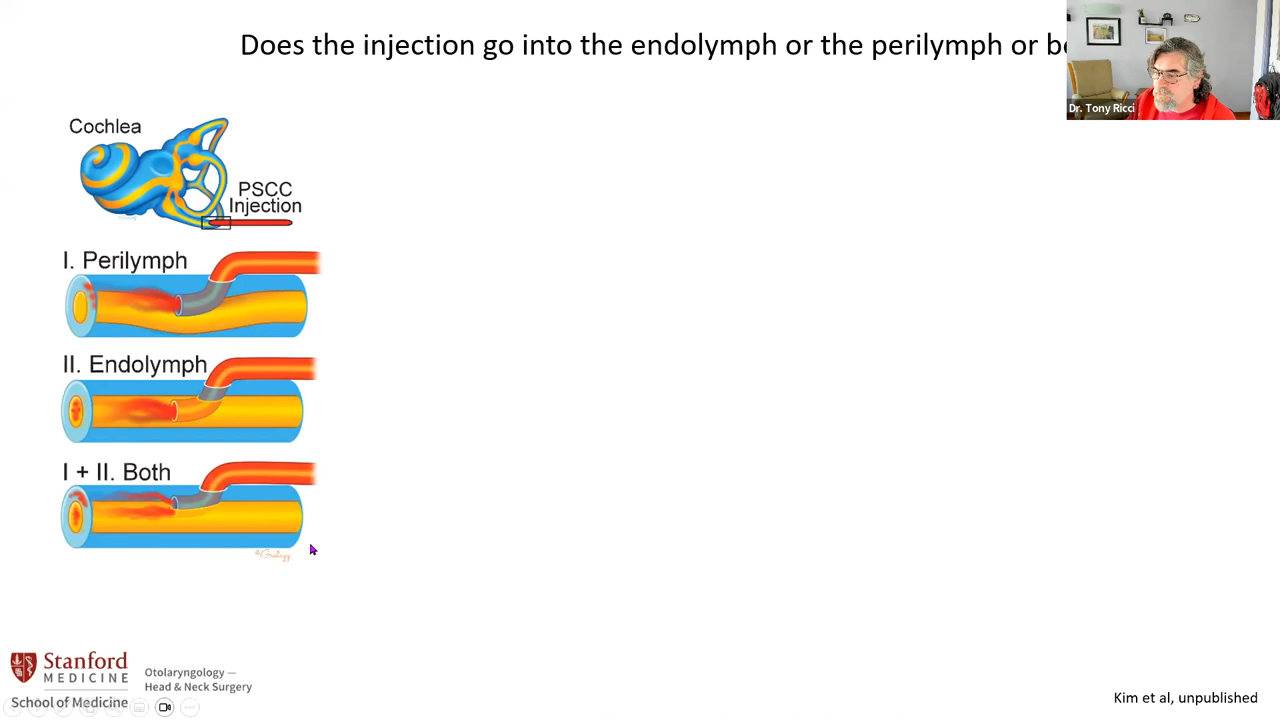 Does the injection go into the endolymph or the perilymph or
Dr. Tony Ricci
Cochlea
PSCC
Injection
I. Perilymph
II. Endolymph
I + II. Both
Stanford
MEDICINE
School of Medicine
Otolaryngology —
Head & Neck Surgery
Kim et al, unpublished